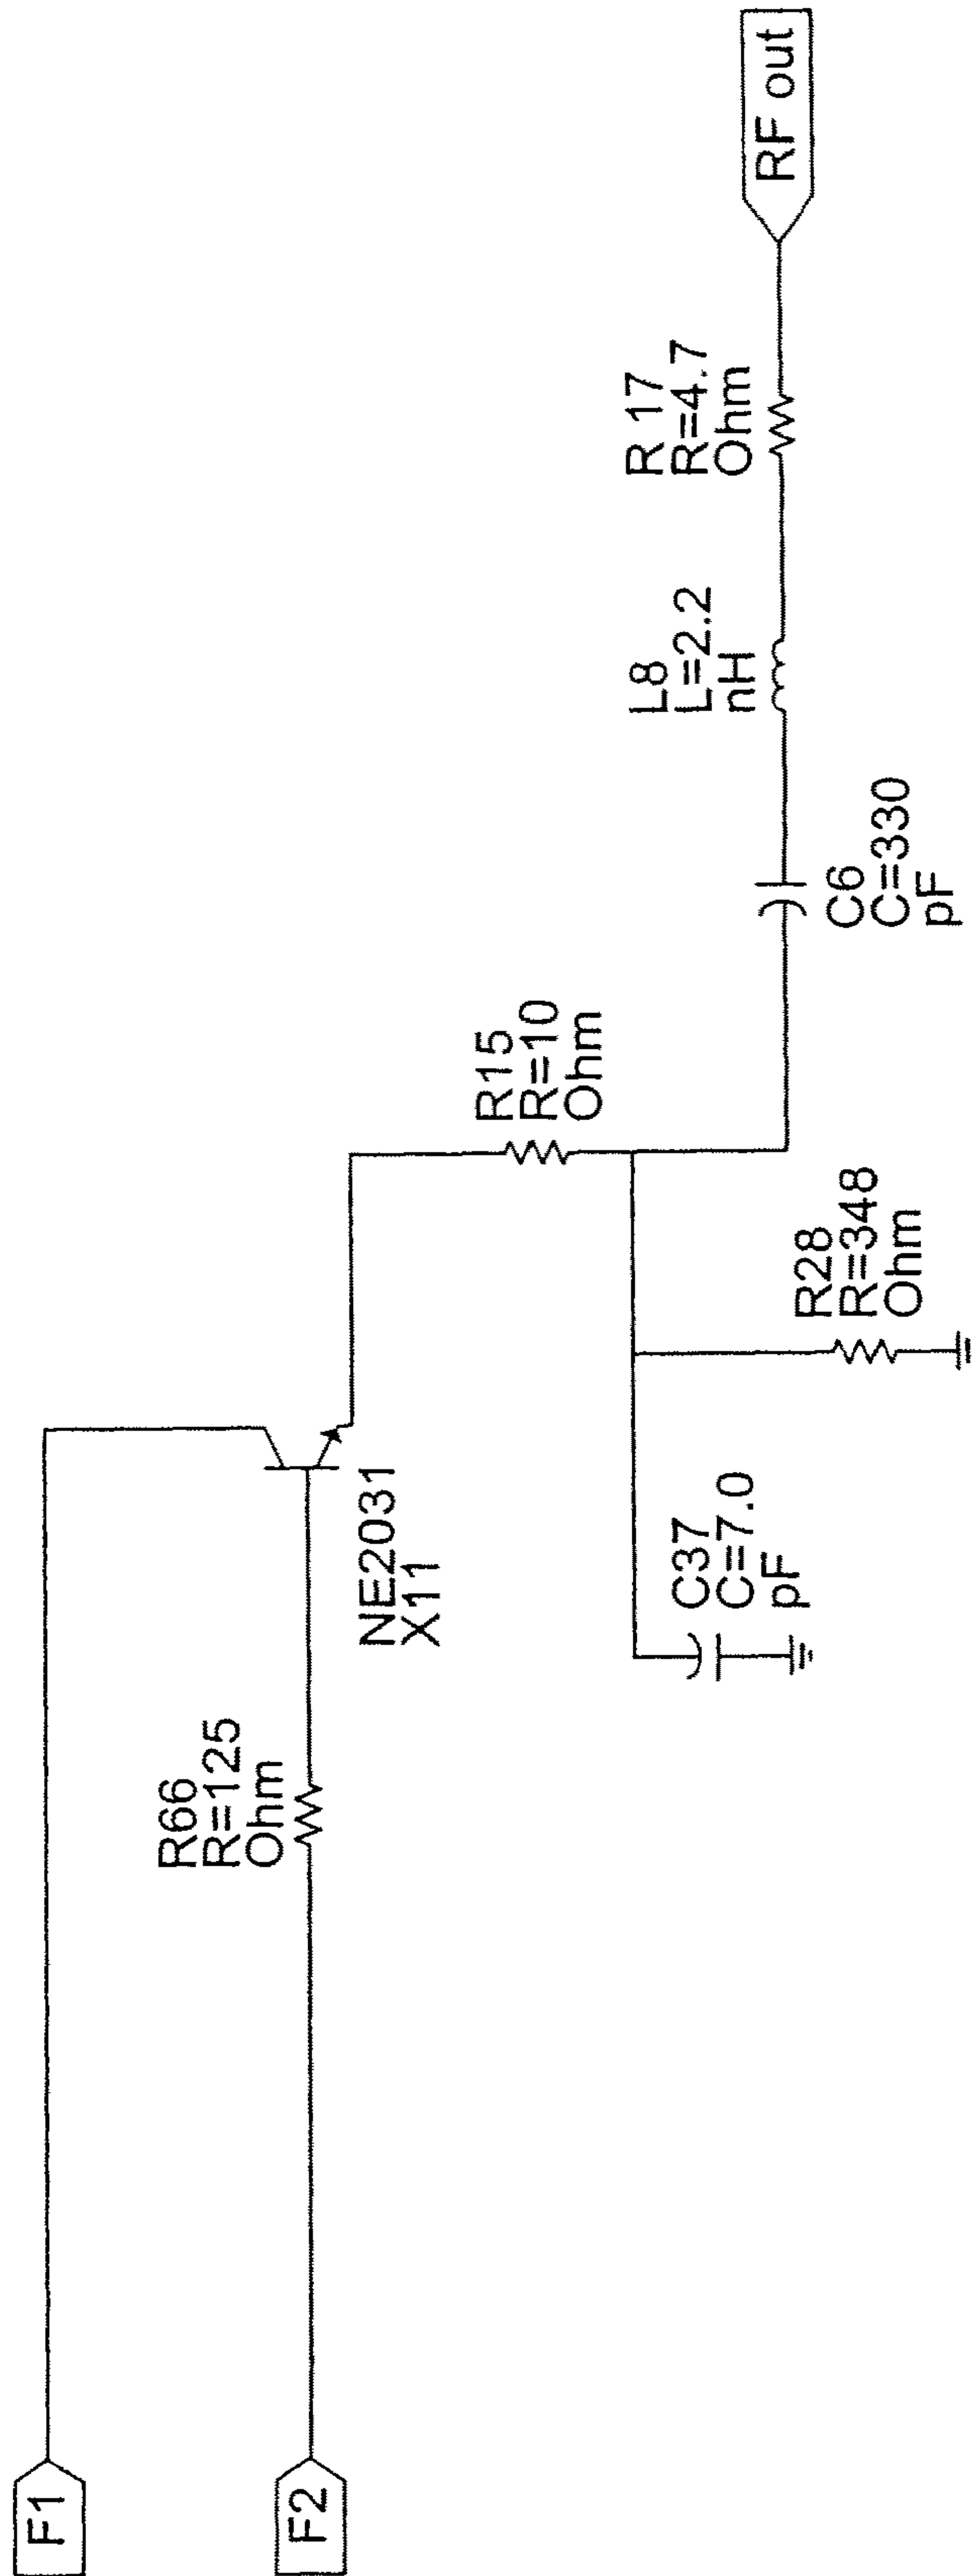 F1
F2
R66
R=125
Ohm
NE2031
X11
C37
C=7.0
pF
R28
R=348
Ohm
R15
R=10
Ohm
C6
C=330
pF
L8
L=2.2
nH
R 17
R=4.7
Ohm
RF out